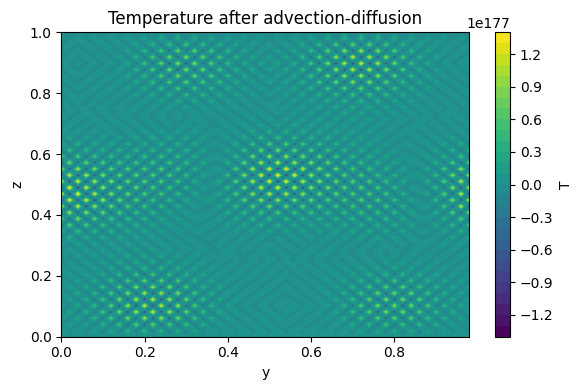 Temperature after advection-diffusion
1e177
1.0
0.8
0.6
0.4
0.2
0.0
z
0.0 0.2 0.4 0.6 0.8
y
1.2
0.9
0.6
0.3
0.0
−0.3
−0.6
−0.9
−1.2
T